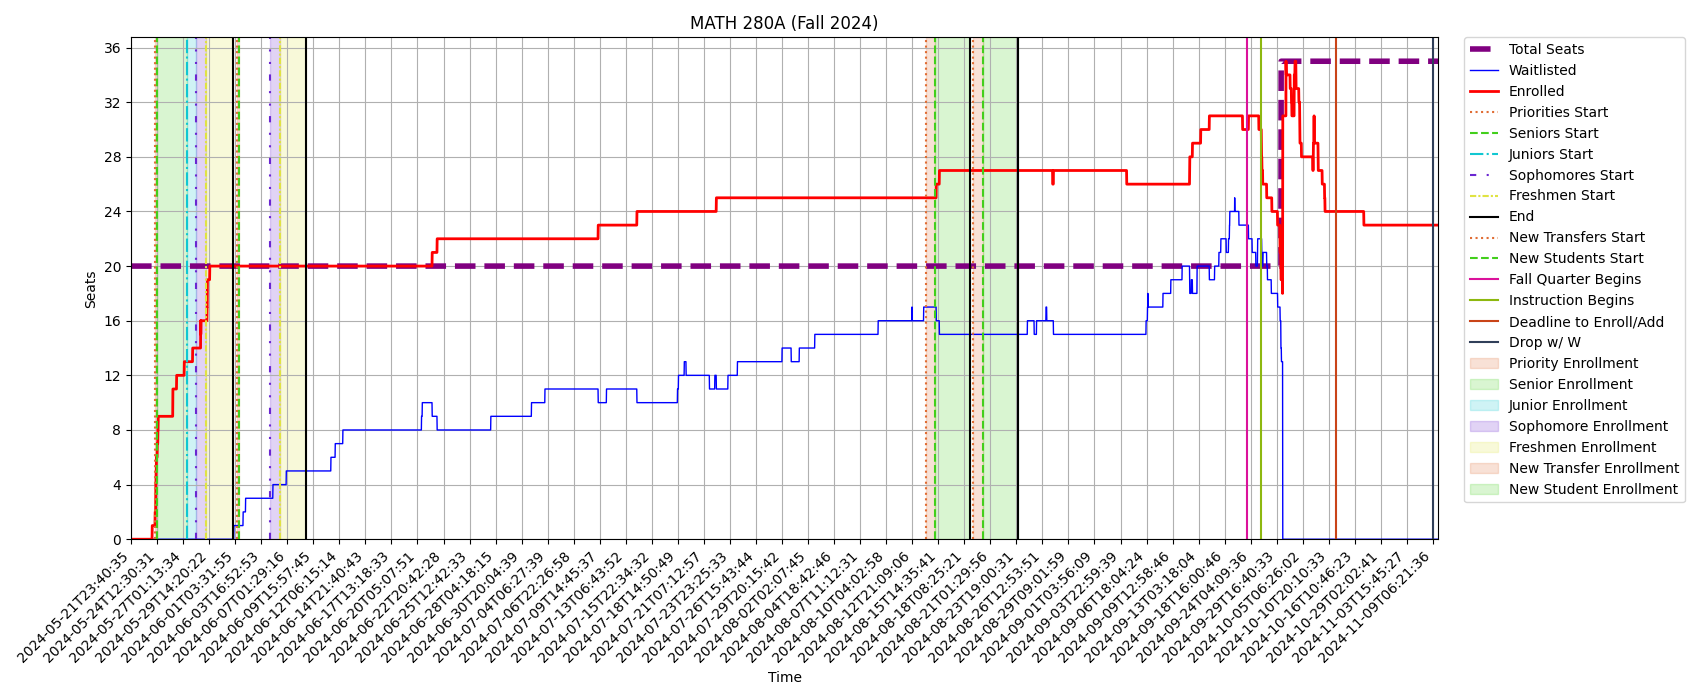 MATH 280A (Fall 2024)
Seats
36
32
28
24
20
16
12
8
4
0
2024-05-21T23:40:35
2024-05-24T12:30:31
2024-05-27T01:13:34
2024-05-29T14:20:22
2024-06-01T03:31:55
2024-06-03T16:52:53
2024-06-07T01:29:16
2024-06-09T15:57:45
2024-06-12T06:15:14
2024-06-14T21:40:43
2024-06-17T13:18:33
2024-06-20T05:07:51
2024-06-22T20:42:28
2024-06-25T12:42:33
2024-06-28T04:18:15
2024-06-30T20:04:39
2024-07-04T06:27:39
2024-07-06T22:26:58
2024-07-09T14:45:37
2024-07-13T06:43:52
2024-07-15T22:34:32
2024-07-18T14:50:49
2024-07-21T07:12:57
2024-07-23T23:25:33
2024-07-26T15:43:44
2024-07-29T20:15:42
2024-08-02T02:07:45
2024-08-04T18:42:46
2024-08-07T11:12:31
2024-08-10T04:02:58
2024-08-12T21:09:06
2024-08-15T14:35:41
2024-08-18T08:25:21
2024-08-21T01:29:56
2024-08-23T19:00:31
2024-08-26T12:53:51
2024-08-29T09:01:59
2024-09-01T03:56:09
2024-09-03T22:59:39
2024-09-06T18:04:24
2024-09-09T12:58:46
2024-09-13T03:18:04
2024-09-18T16:00:46
2024-09-24T04:09:36
2024-09-29T16:40:33
2024-10-05T06:26:02
2024-10-10T20:10:33
2024-10-16T10:46:23
2024-10-29T02:02:41
2024-11-03T15:45:27
2024-11-09T06:21:36
Time
Total Seats
Waitlisted
Enrolled
Priorities Start
Seniors Start
Juniors Start
Sophomores Start
Freshmen Start
End
New Transfers Start
New Students Start
Fall Quarter Begins
Instruction Begins
Deadline to Enroll/Add
Drop w/ W
Priority Enrollment
Senior Enrollment
Junior Enrollment
Sophomore Enrollment
Freshmen Enrollment
New Transfer Enrollment
New Student Enrollment